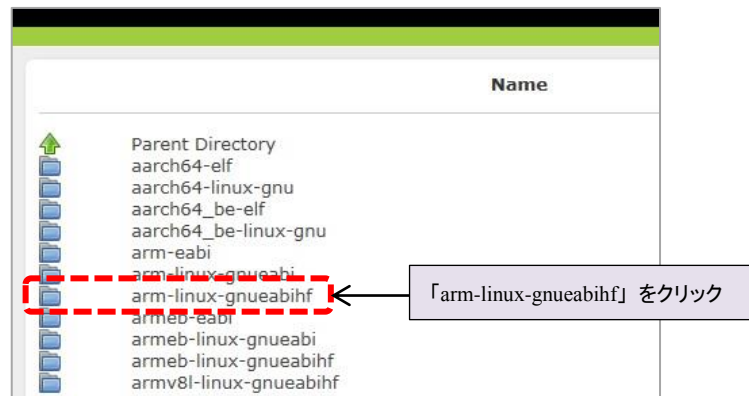 Name
Parent Directory
aarch64-elf
aarch64-linux-gnu
aarch64_be-elf
aarch64_be-linux-gnu
arm-eabi
arm-linux-gnueabi
arm-linux-gnueabihf
「arm-linux-gnueabihf」をクリック
armeb-eabi
armeb-linux-gnueabi
armeb-linux-gnueabihf
armv8l-linux-gnueabihf